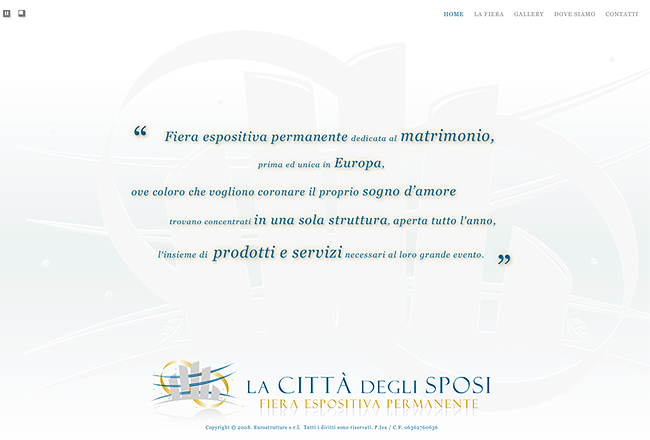 HOME LA FIERA GALLERY DOVE SIAMO CONTATTI
“ Fiera espositiva permanente dedicata al matrimonio,
prima ed unica in Europa,
ove coloro che vogliono coronare il proprio sogno d’amore
trovano concentrati in una sola struttura, aperta tutto l'anno,
l'insieme di prodotti e servizi necessari al loro grande evento. ”
LA CITTÀ DEGLI SPOSI
FIERA ESPOSITIVA PERMANENTE
Copyright © 2008. Eurostrutture s.r.l. Tutti i diritti sono riservati. P.Iva / C.F. 06362760636